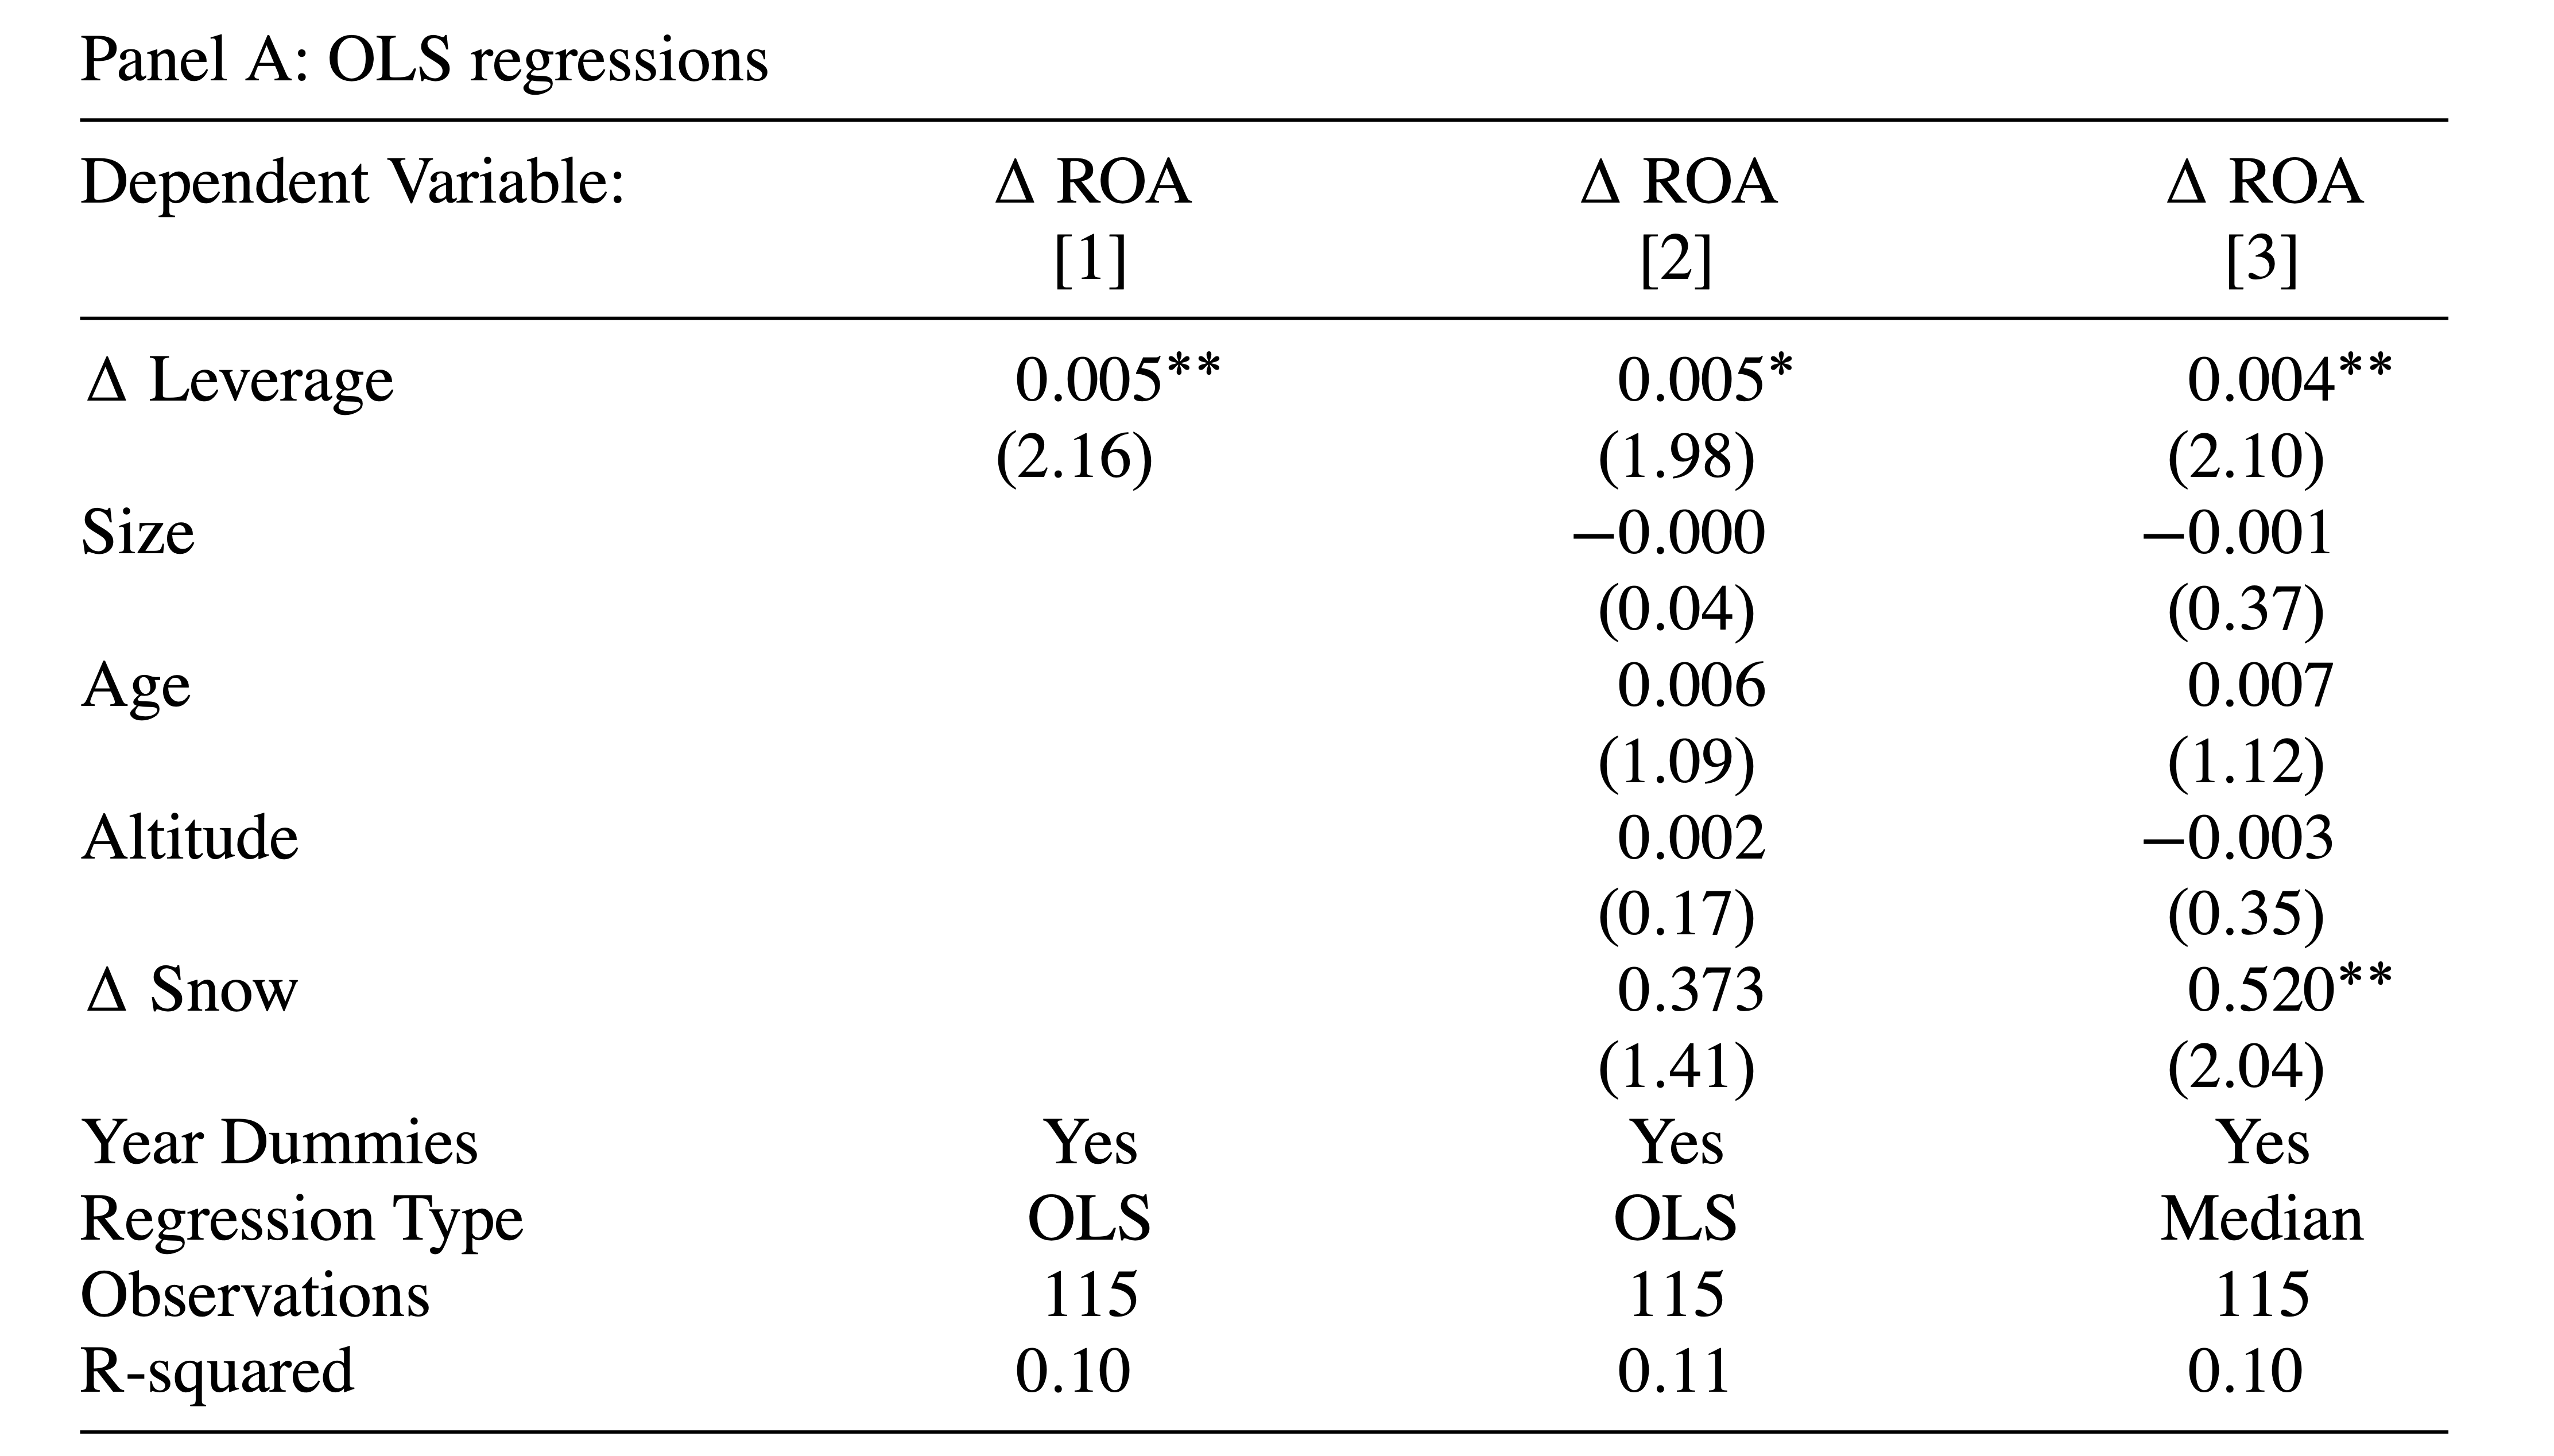 Panel A: OLS regressions
Dependent Variable: Δ ROA Δ ROA Δ ROA
[1] [2] [3]
Δ Leverage 0.005** 0.005* 0.004**
(2.16) (1.98) (2.10)
Size −0.000 −0.001
(0.04) (0.37)
Age 0.006 0.007
(1.09) (1.12)
Altitude 0.002 −0.003
(0.17) (0.35)
Δ Snow 0.373 0.520**
(1.41) (2.04)
Year Dummies Yes Yes Yes
Regression Type OLS OLS Median
Observations 115 115 115
R-squared 0.10 0.11 0.10